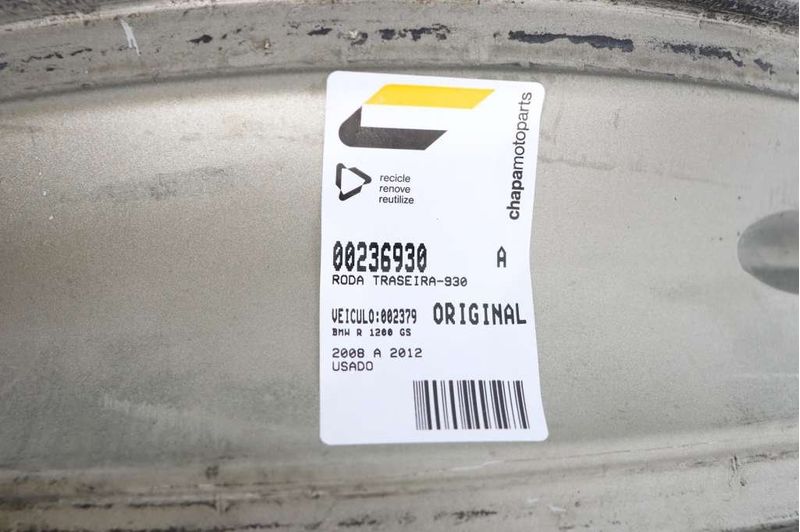 chapamotoparts
recicle
renove
reutilize
00236930 A
RODA TRASEIRA-930
VEICULO:002379 ORIGINAL
BMW R 1200 GS
2008 A 2012
USADO